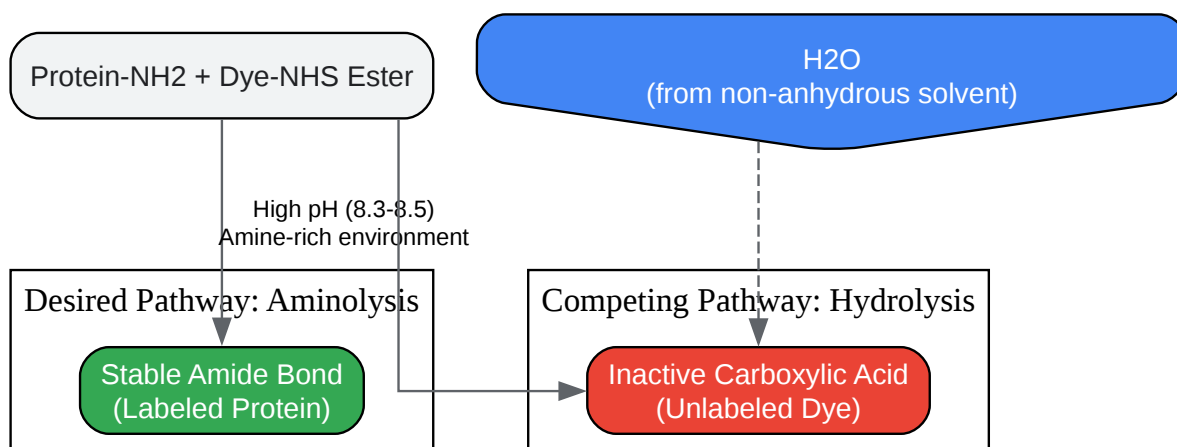 Protein-NH2 + Dye-NHS Ester
H2O
(from non-anhydrous solvent)
High pH (8.3-8.5)
Amine-rich environment
Desired Pathway: Aminolysis
Stable Amide Bond
(Labeled Protein)
Competing Pathway: Hydrolysis
Inactive Carboxylic Acid
(Unlabeled Dye)